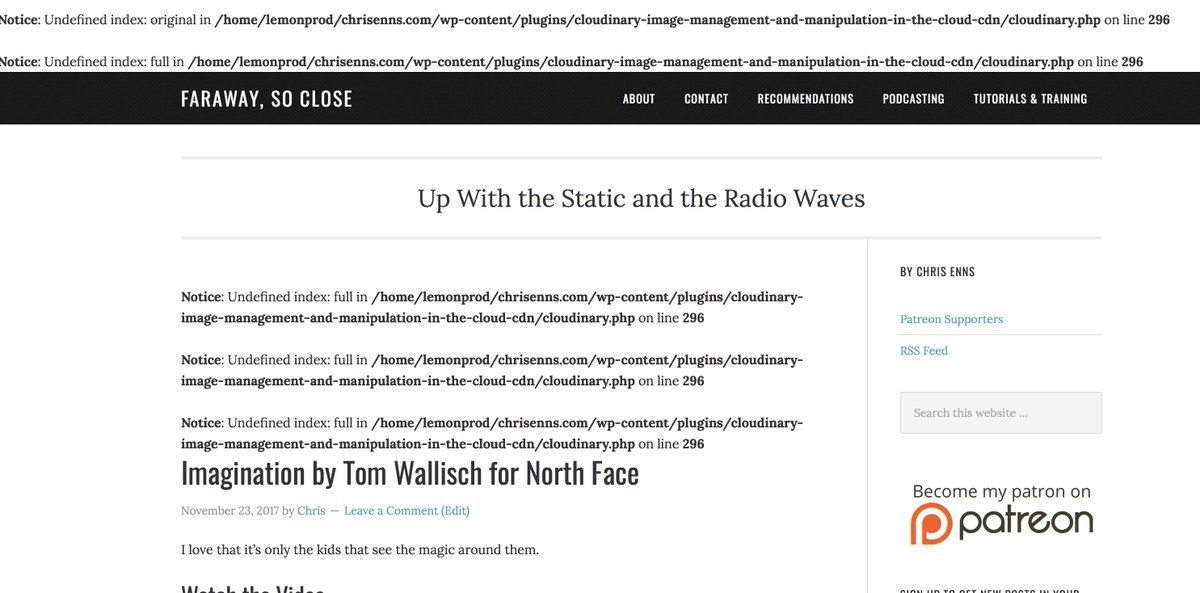 Notice: Undefined index: original in /home/lemonprod/chrisenns.com/wp-content/plugins/cloudinary-image-management-and-manipulation-in-the-cloud-cdn/cloudinary.php on line 296
Notice: Undefined index: full in /home/lemonprod/chrisenns.com/wp-content/plugins/cloudinary-image-management-and-manipulation-in-the-cloud-cdn/cloudinary.php on line 296
FARAWAY, SO CLOSE
ABOUT CONTACT RECOMMENDATIONS PODCASTING TUTORIALS & TRAINING
Up With the Static and the Radio Waves
Notice: Undefined index: full in /home/lemonprod/chrisenns.com/wp-content/plugins/cloudinary-
image-management-and-manipulation-in-the-cloud-cdn/cloudinary.php on line 296
Notice: Undefined index: full in /home/lemonprod/chrisenns.com/wp-content/plugins/cloudinary-
image-management-and-manipulation-in-the-cloud-cdn/cloudinary.php on line 296
Notice: Undefined index: full in /home/lemonprod/chrisenns.com/wp-content/plugins/cloudinary-
image-management-and-manipulation-in-the-cloud-cdn/cloudinary.php on line 296
Imagination by Tom Wallisch for North Face
November 23, 2017 by Chris — Leave a Comment (Edit)
I love that it's only the kids that see the magic around them.
Watch the Video
BY CHRIS ENNS
Patreon Supporters
RSS Feed
Search this website ...
Become my patron on
patreon
SIGN UP TO GET NEW POSTS IN YOUR